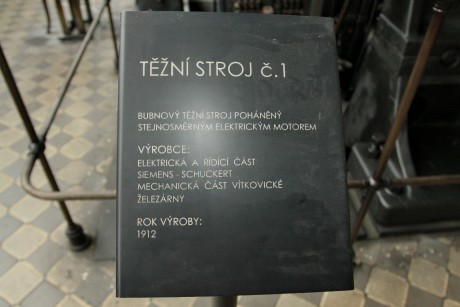 TĚŽNÍ STROJ č.1
BUBNOVÝ TĚŽNÍ STROJ POHÁNĚNÝ
STEJNOSMĚRNÝM ELEKTRICKÝM MOTOREM
VÝROBCE:
ELEKTRICKÁ A ŘÍDÍCÍ ČÁST
SIEMENS - SCHUCKERT
MECHANICKÁ ČÁST VÍTKOVICKÉ
ŽELEZÁRNY
ROK VÝROBY:
1912